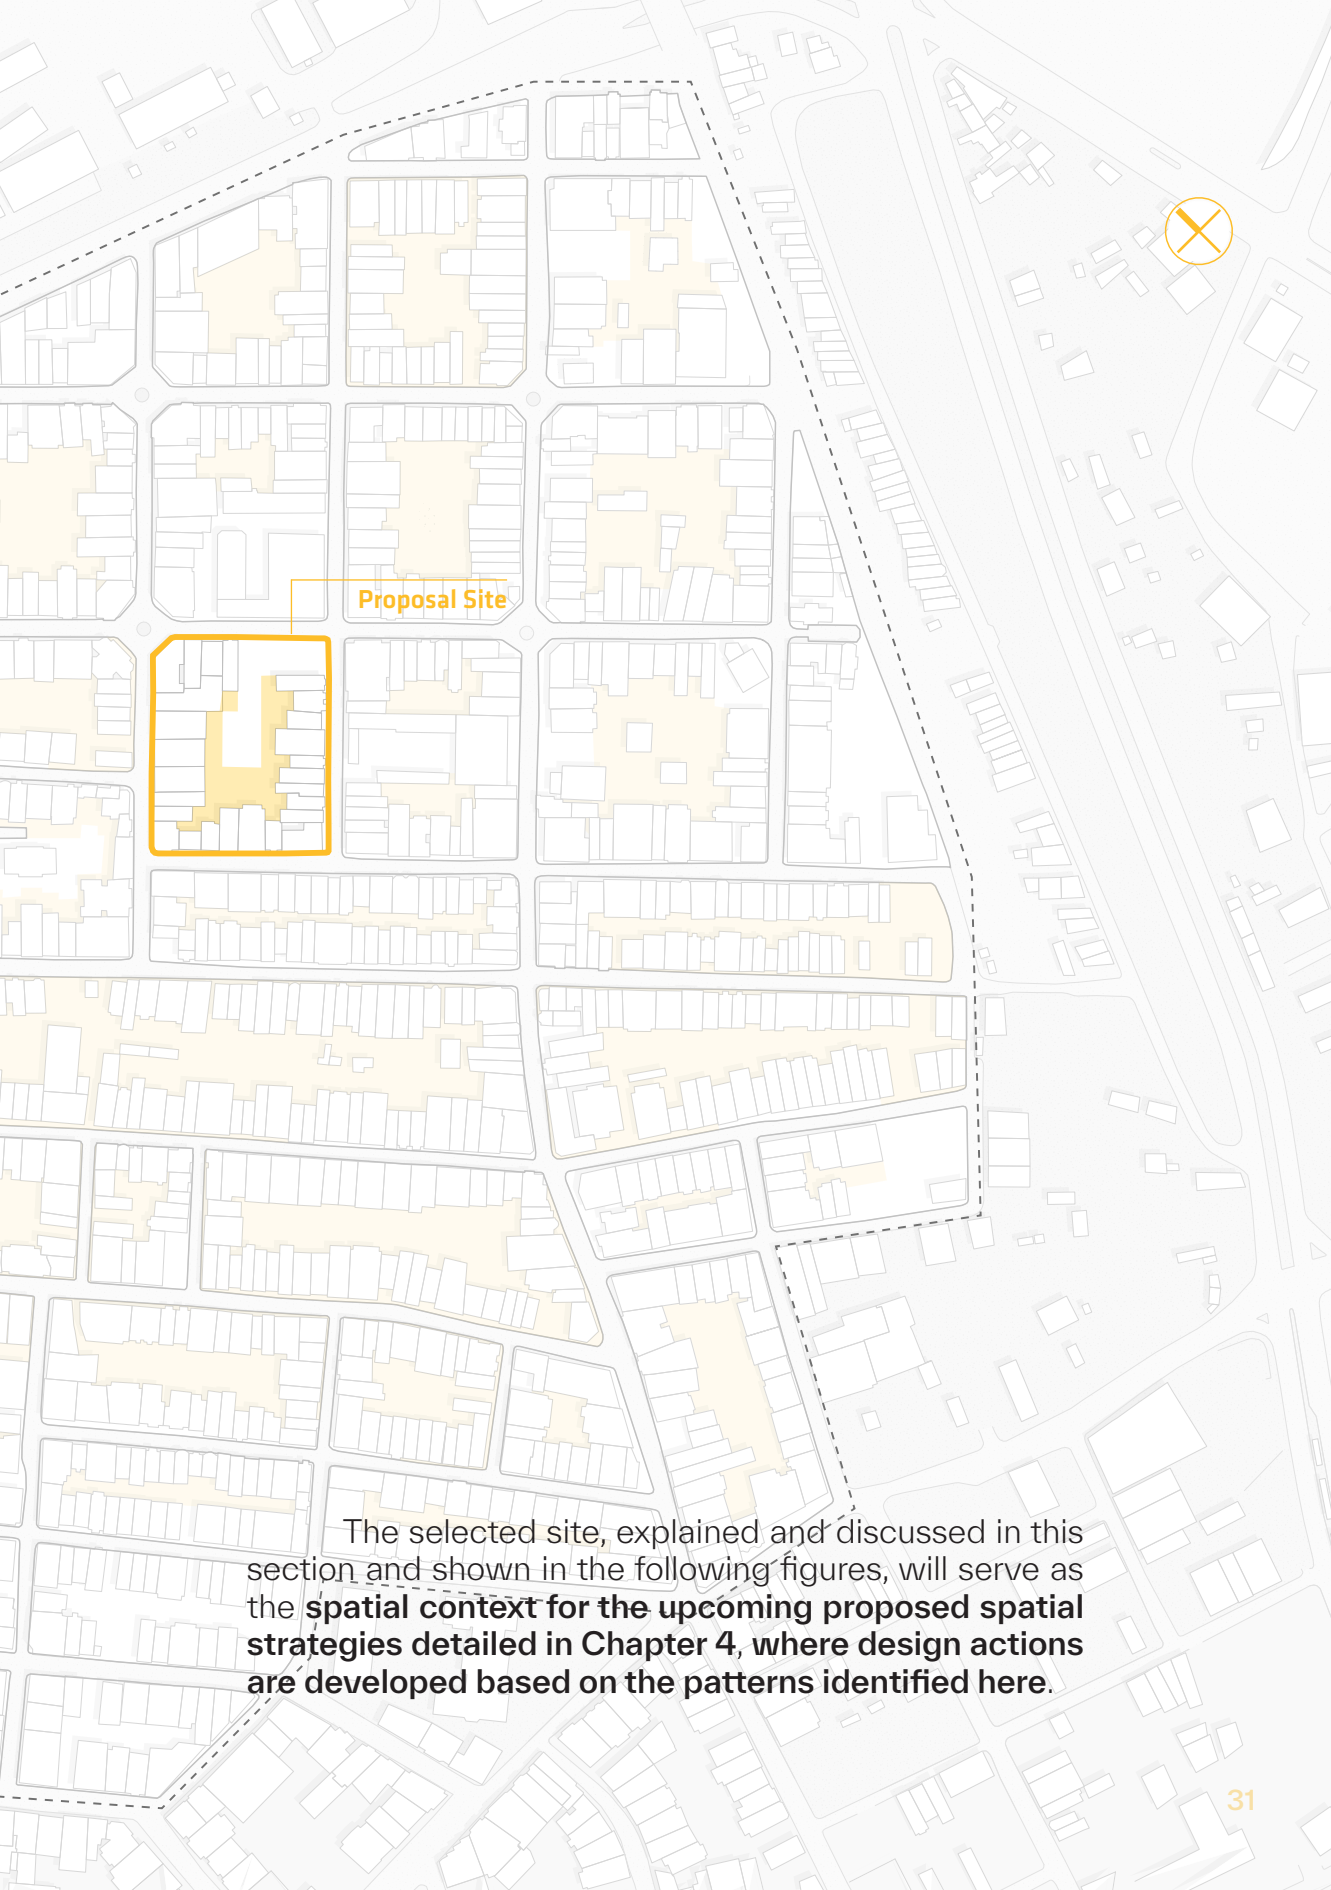 Proposal Site
The selected site, explained and discussed in this
section and shown in the following figures, will serve as
the spatial context for the upcoming proposed spatial
strategies detailed in Chapter 4, where design actions
are developed based on the patterns identified here.
31